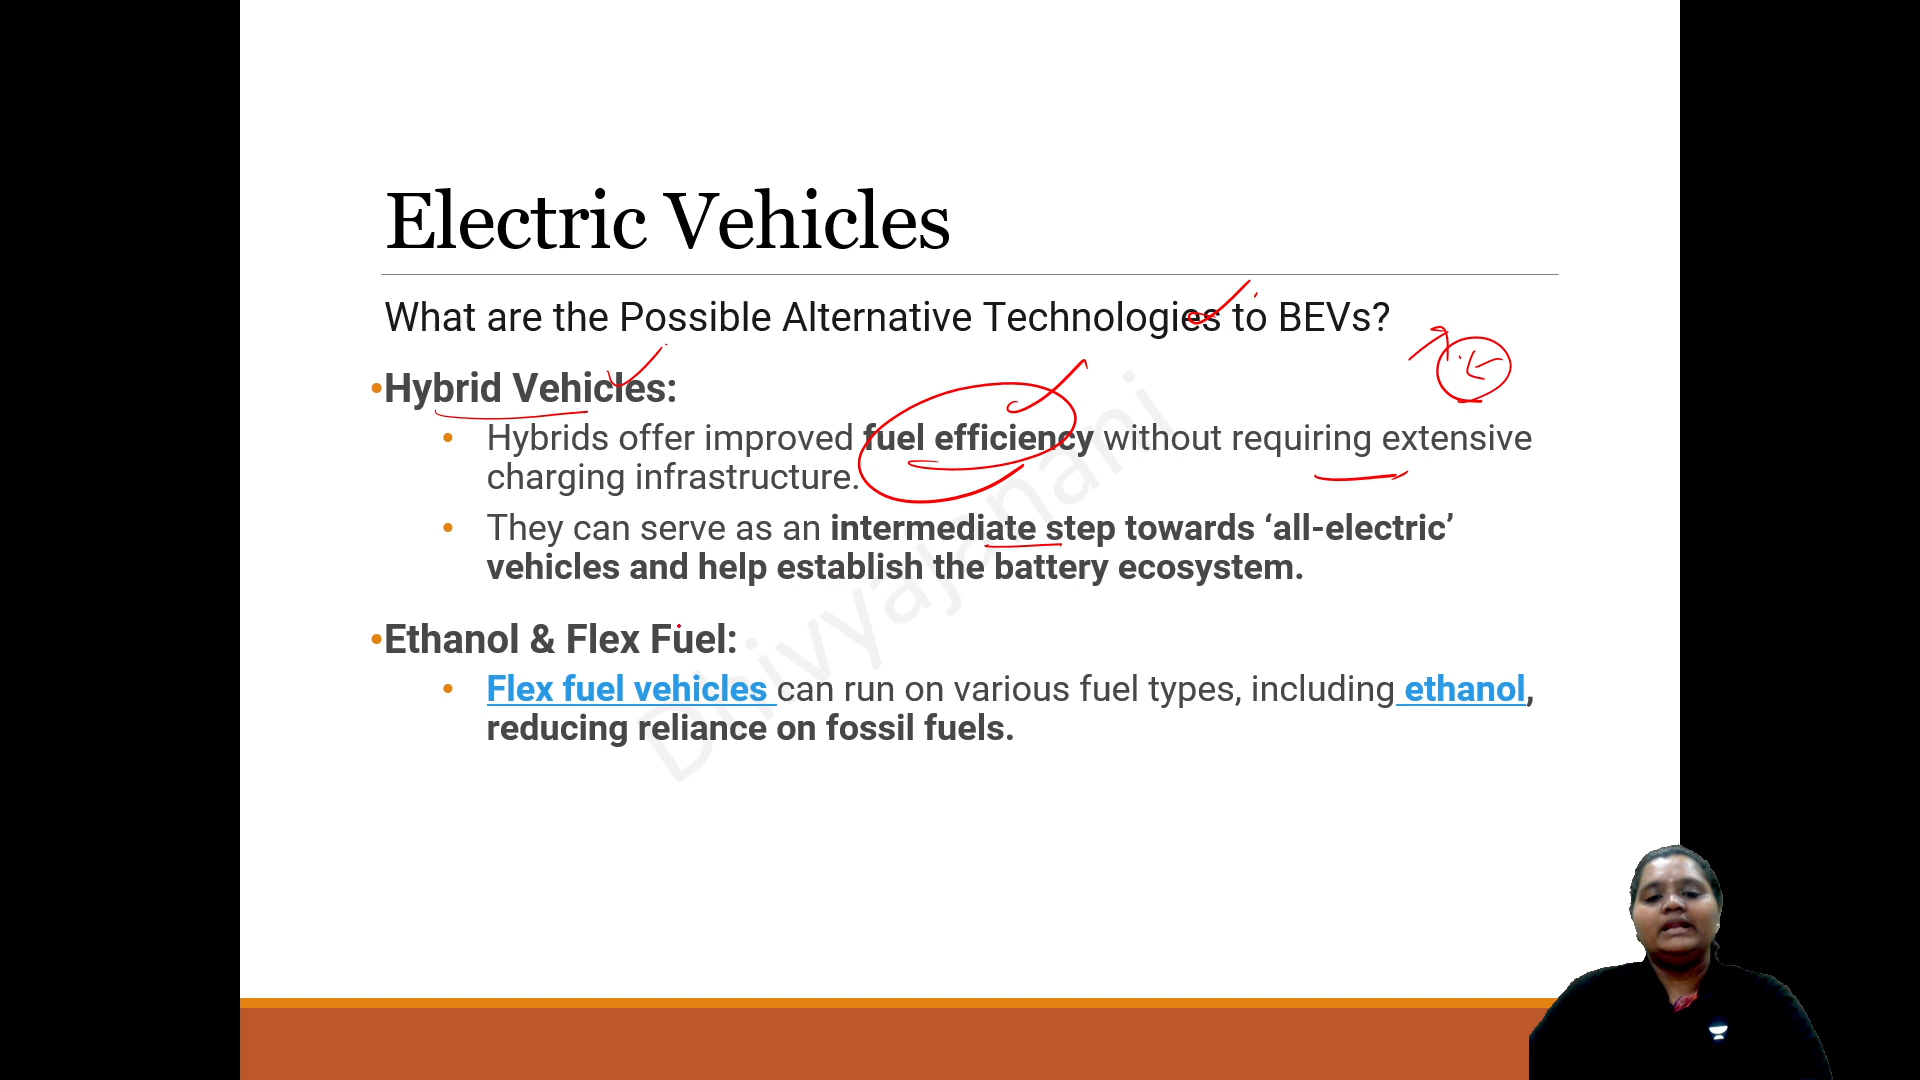 Electric Vehicles
What are the Possible Alternative Technologies to BEVs?
•Hybrid Vehicles:
• Hybrids offer improved fuel efficiency without requiring extensive
charging infrastructure.
• They can serve as an intermediate step towards ‘all-electric’
vehicles and help establish the battery ecosystem.
•Ethanol & Flex Fuel:
• Flex fuel vehicles can run on various fuel types, including ethanol,
reducing reliance on fossil fuels.
Dhivyajanani